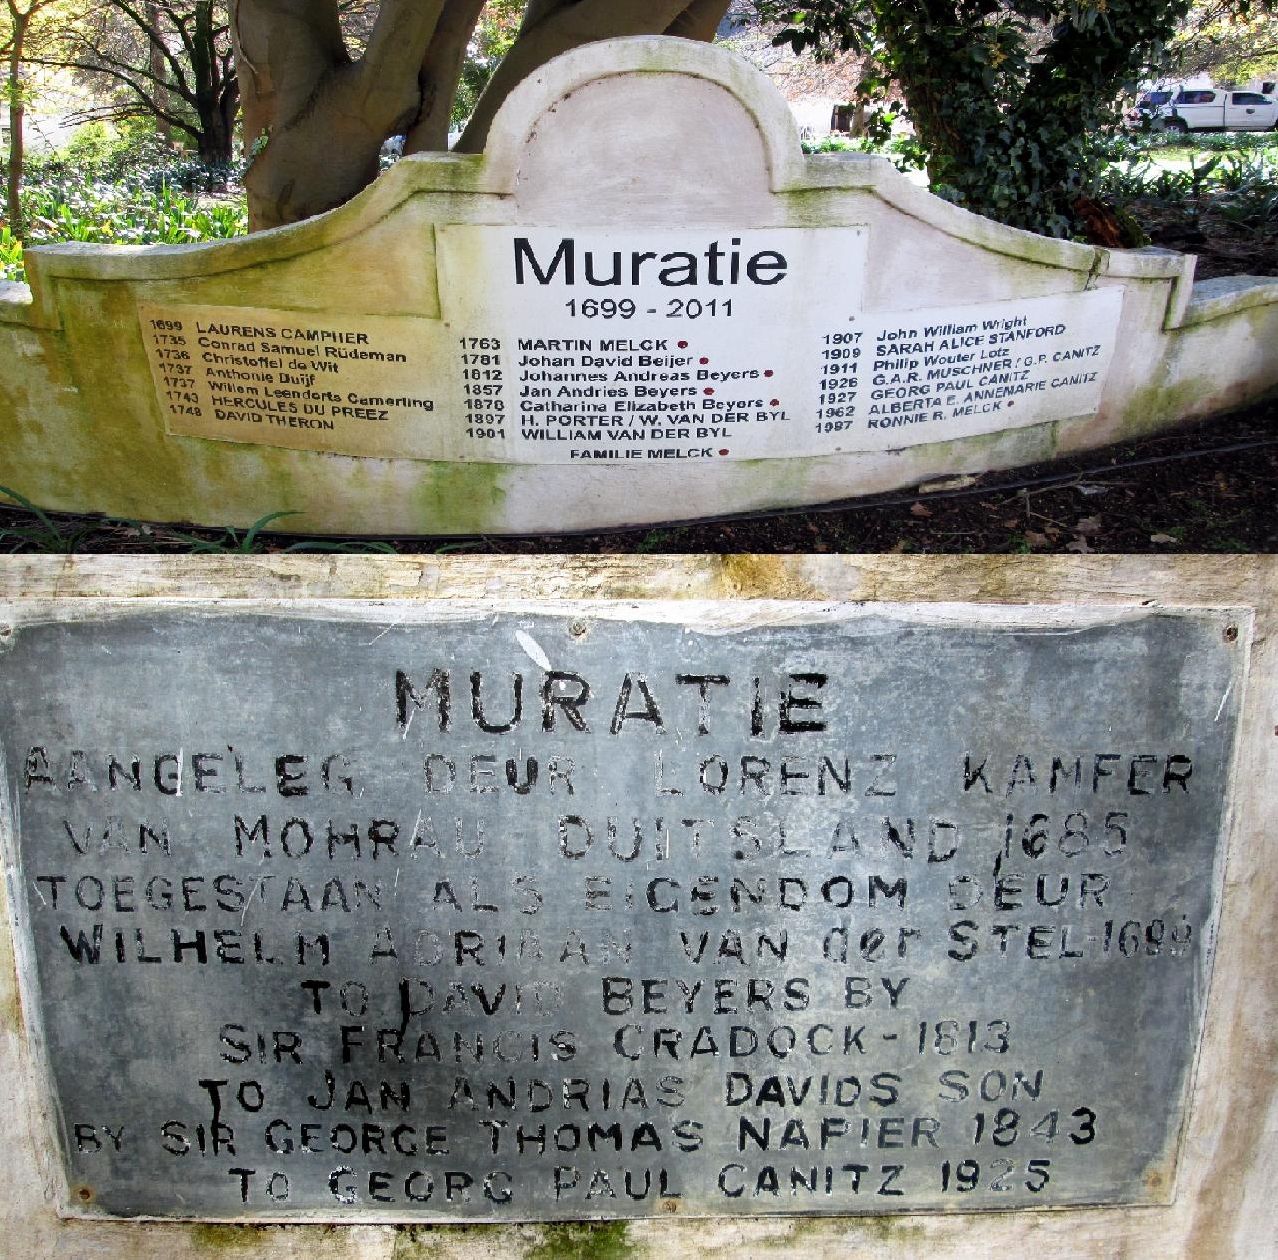 Muratie
1699 - 2011
1699 LAURENS CAMPHER
1735 Conrad Samuel Rüdeman
1736 Christoffel de Wit
1737 Anthonie Duijf
1737 Willem Leendorts Camerling
1743 HERCULES DU PREEZ
1748 DAVID THERON
1763 MARTIN MELCK
1781 Johan David Beijer
1812 Johannes Andreas Beyers
1857 Jan Andries Beyers
1878 Catharina Elizabeth Beyers
1897 H. PORTER / W. VAN DER BYL
1901 WILLIAM VAN DER BYL
FAMILIE MELCK
1907 John William Wright
1909 SARAH ALICE STANFORD
1911 Philip Wouter Lotz
1926 G.A.R. MUSCHNER / G.P. CANITZ
1927 GEORG PAUL CANITZ
1962 ALBERTA E. ANNEMARIE CANITZ
1987 RONNIE R. MELCK
MURATIE
AANGELEG DEUR LORENZ KAMFER
VAN MOHRAU DUITSLAND 1685
TOEGESTAAN ALS EIGENDOM DEUR
WILHELM ADRIAAN VAN der STEL-1699
TO DAVID BEYERS BY
SIR FRANCIS CRADOCK - 1813
TO JAN ANDRIAS DAVIDS SON
BY SIR GEORGE THOMAS NAPIER 1843
TO GEORG PAUL CANITZ 1925